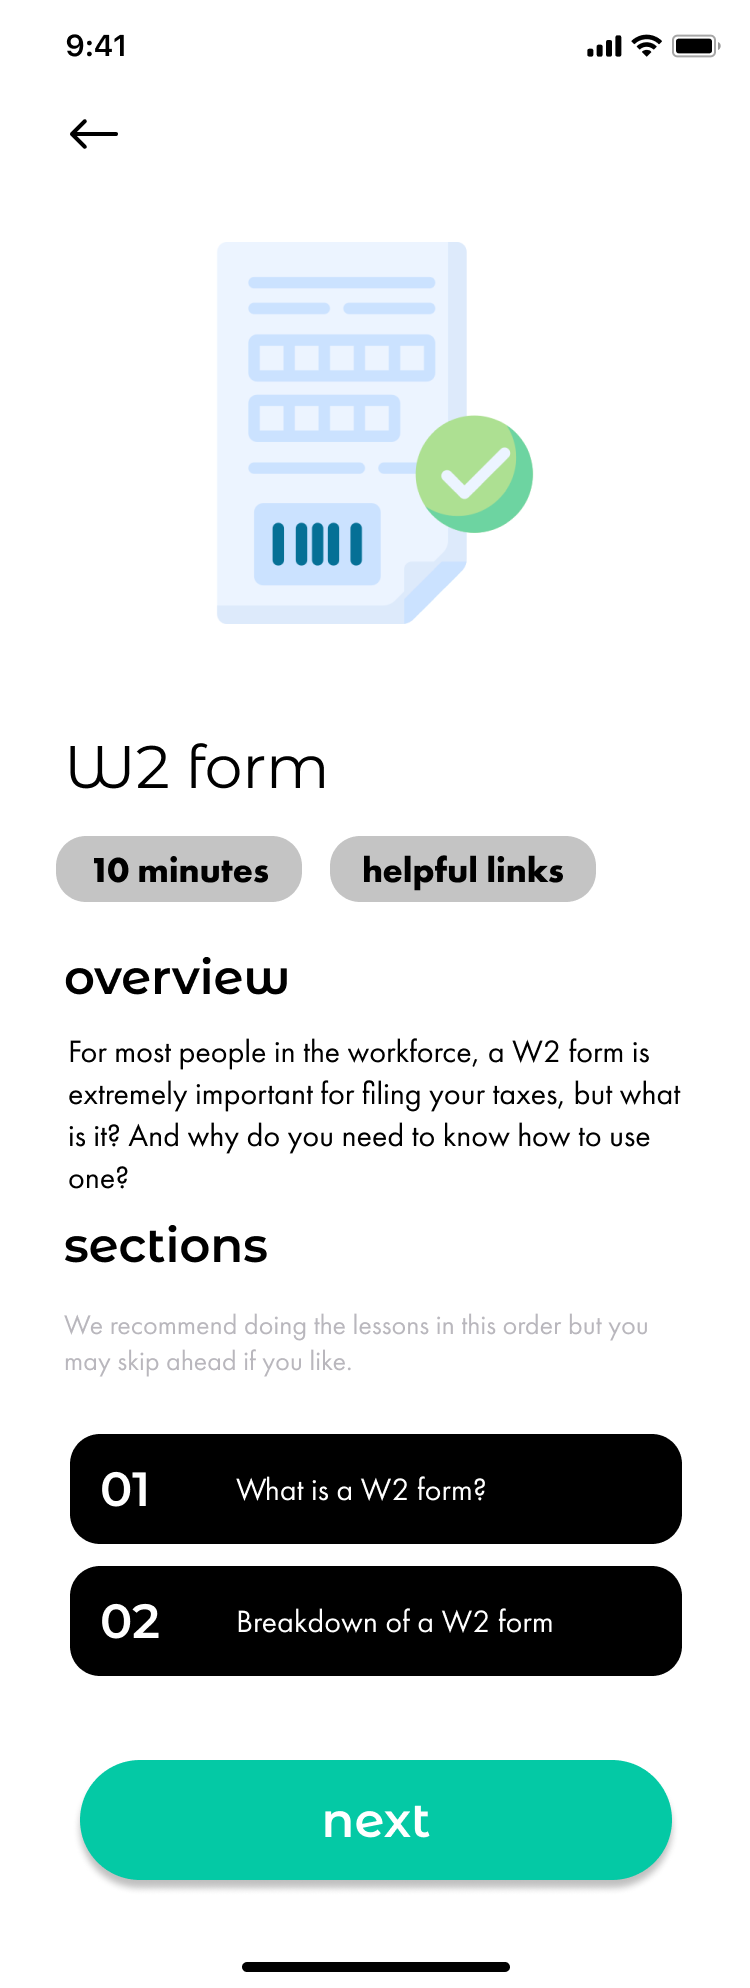 9:41
W2 form
10 minutes
helpful links
overview
For most people in the workforce, a W2 form is
extremely important for filing your taxes, but what
is it? And why do you need to know how to use
one?
sections
We recommend doing the lessons in this order but you
may skip ahead if you like.
01 What is a W2 form?
02 Breakdown of a W2 form
next